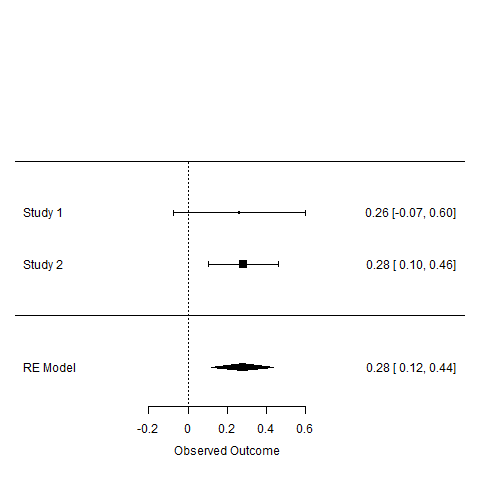 Study 1 0.26 [-0.07, 0.60]
Study 2 0.28 [ 0.10, 0.46]
RE Model 0.28 [ 0.12, 0.44]
-0.2 0 0.2 0.4 0.6
Observed Outcome